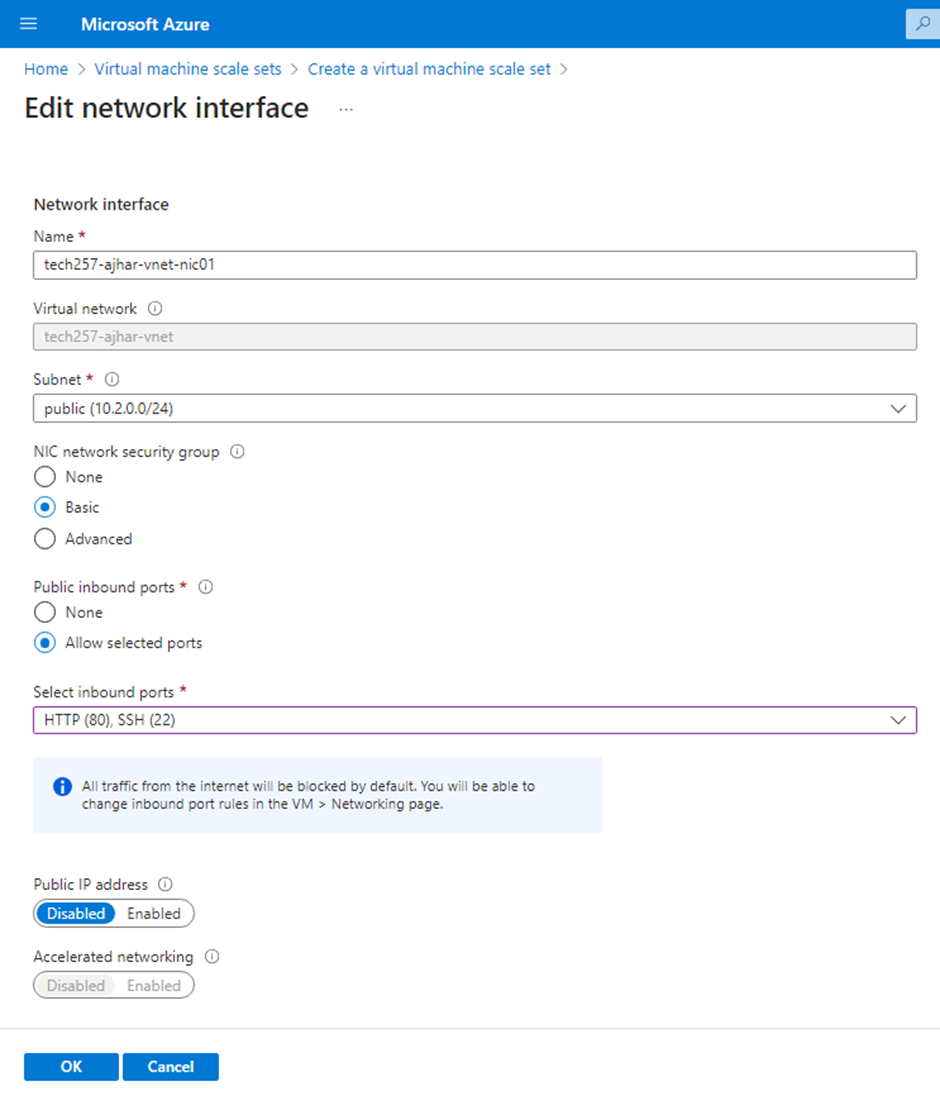 Microsoft Azure
Home > Virtual machine scale sets > Create a virtual machine scale set >
Edit network interface ...
Network interface
Name *
tech257-ajhar-vnet-nic01
Virtual network
tech257-ajhar-vnet
Subnet *
public (10.2.0.0/24)
NIC network security group
None
Basic
Advanced
Public inbound ports *
None
Allow selected ports
Select inbound ports *
HTTP (80), SSH (22)
All traffic from the internet will be blocked by default. You will be able to
change inbound port rules in the VM > Networking page.
Public IP address
Disabled Enabled
Accelerated networking
Disabled Enabled
OK Cancel